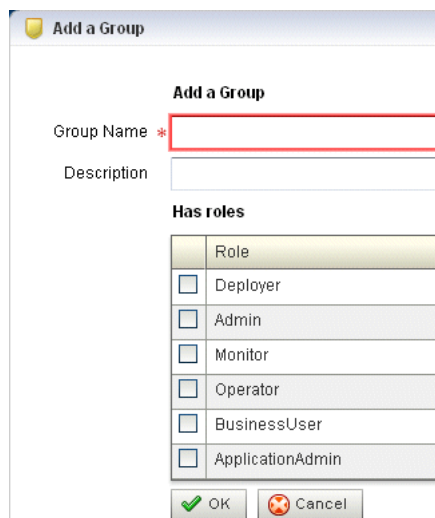 Add a Group
Add a Group
Group Name *
Description
Has roles
Role
Deployer
Admin
Monitor
Operator
BusinessUser
ApplicationAdmin
OK Cancel